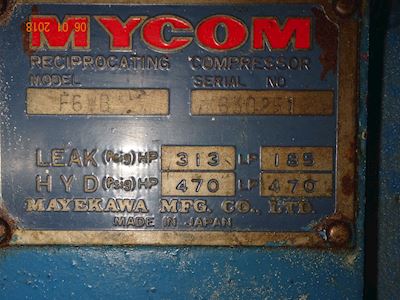 06 01 2018
MYCOM
RECIPROCATING COMPRESSOR
MODEL SERIAL NO
F6WB
LEAK (Psig) HP 313 LP 185
HYD (Psig) HP 470 LP 470
MAYEKAWA MFG. CO., LTD.
MADE IN JAPAN